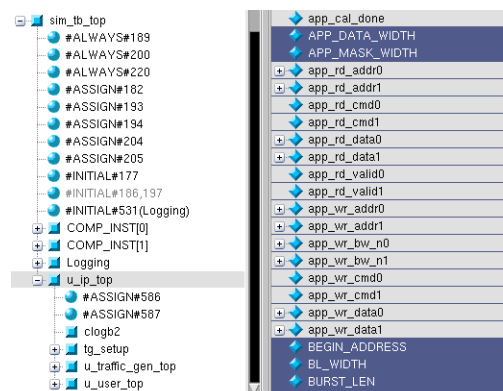 sim_tb_top
#ALWAYS#189
#ALWAYS#200
#ALWAYS#220
#ASSIGN#182
#ASSIGN#193
#ASSIGN#194
#ASSIGN#204
#ASSIGN#205
#INITIAL#177
#INITIAL#186,197
#INITIAL#531(Logging)
COMP_INST[0]
COMP_INST[1]
Logging
u_ip_top
#ASSIGN#586
#ASSIGN#587
clogb2
tg_setup
u_traffic_gen_top
u_user_top
app_cal_done
APP_DATA_WIDTH
APP_MASK_WIDTH
app_rd_addr0
app_rd_addr1
app_rd_cmd0
app_rd_cmd1
app_rd_data0
app_rd_data1
app_rd_valid0
app_rd_valid1
app_wr_addr0
app_wr_addr1
app_wr_bw_n0
app_wr_bw_n1
app_wr_cmd0
app_wr_cmd1
app_wr_data0
app_wr_data1
BEGIN_ADDRESS
BL_WIDTH
BURST_LEN